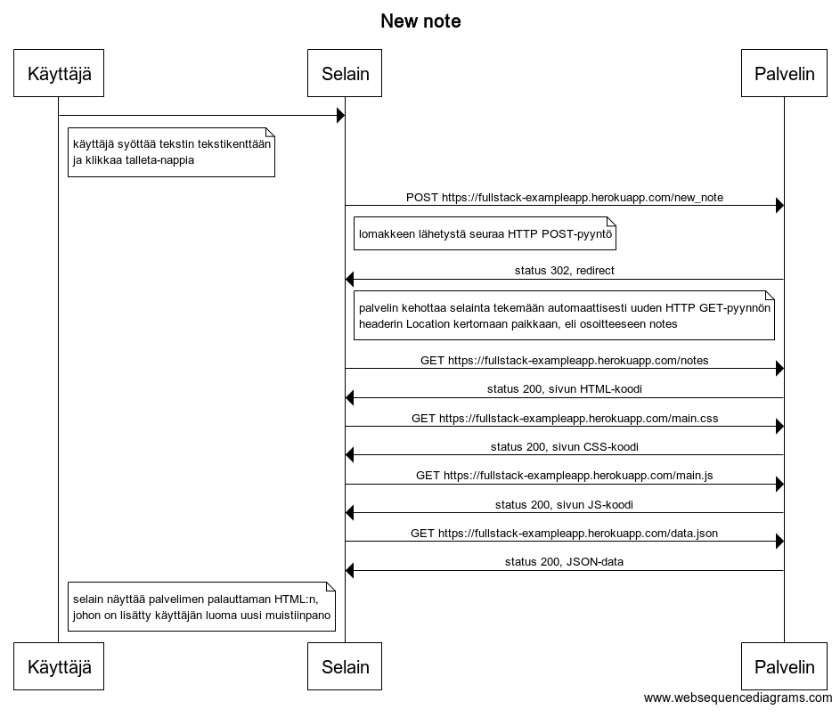 New note
Käyttäjä
Selain
Palvelin
käyttäjä syöttää tekstin tekstikenttään
ja klikkaa talleta-nappia
POST https://fullstack-exampleapp.herokuapp.com/new_note
lomakkeen lähetystä seuraa HTTP POST-pyyntö
status 302, redirect
palvelin kehottaa selainta tekemään automaattisesti uuden HTTP GET-pyynnön
headerin Location kertomaan paikkaan, eli osoitteeseen notes
GET https://fullstack-exampleapp.herokuapp.com/notes
status 200, sivun HTML-koodi
GET https://fullstack-exampleapp.herokuapp.com/main.css
status 200, sivun CSS-koodi
GET https://fullstack-exampleapp.herokuapp.com/main.js
status 200, sivun JS-koodi
GET https://fullstack-exampleapp.herokuapp.com/data.json
status 200, JSON-data
selain näyttää palvelimen palauttaman HTML:n,
johon on lisätty käyttäjän luoma uusi muistiinpano
Käyttäjä
Selain
Palvelin
www.websequencediagrams.com